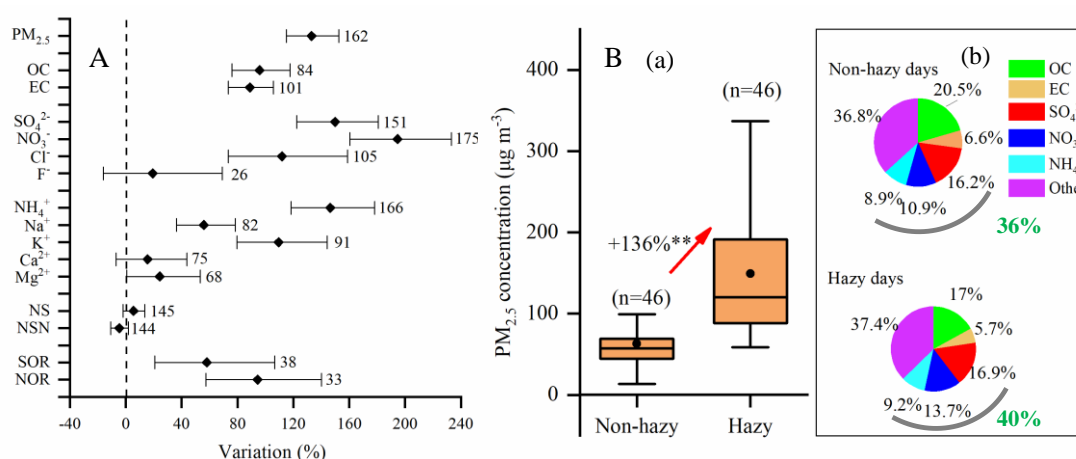 A
PM2.5 162
OC 84
EC 101
SO₄²⁻ 151
NO₃⁻ 175
Cl⁻ 105
F⁻ 26
NH₄⁺ 166
Na⁺ 82
K⁺ 91
Ca²⁺ 75
Mg²⁺ 68
NS 145
NSN 144
SOR 38
NOR 33
-40 0 40 80 120 160 200 240
Variation (%)
B (a)
PM2.5 concentration (μg m⁻³)
400
300
200
100
0
(n=46)
+136%**
(n=46)
Non-hazy Hazy
(b)
Non-hazy days
20.5%
6.6%
16.2%
10.9%
8.9%
36.8%
36%
OC
EC
SO₄
NO₃
NH₄
Othe
Hazy days
17%
5.7%
16.9%
13.7%
9.2%
37.4%
40%